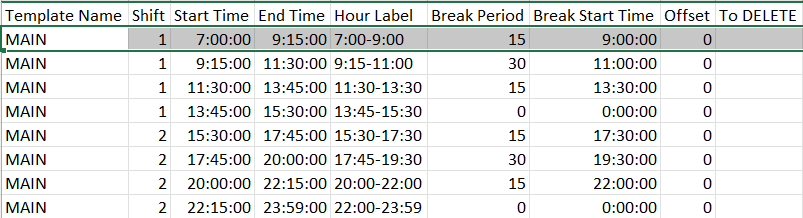 Template Name Shift Start Time End Time Hour Label Break Period Break Start Time Offset To DELETE
MAIN 1 7:00:00 9:15:00 7:00-9:00 15 9:00:00 0
MAIN 1 9:15:00 11:30:00 9:15-11:00 30 11:00:00 0
MAIN 1 11:30:00 13:45:00 11:30-13:30 15 13:30:00 0
MAIN 1 13:45:00 15:30:00 13:45-15:30 0 0:00:00 0
MAIN 2 15:30:00 17:45:00 15:30-17:30 15 17:30:00 0
MAIN 2 17:45:00 20:00:00 17:45-19:30 30 19:30:00 0
MAIN 2 20:00:00 22:15:00 20:00-22:00 15 22:00:00 0
MAIN 2 22:15:00 23:59:00 22:00-23:59 0 0:00:00 0